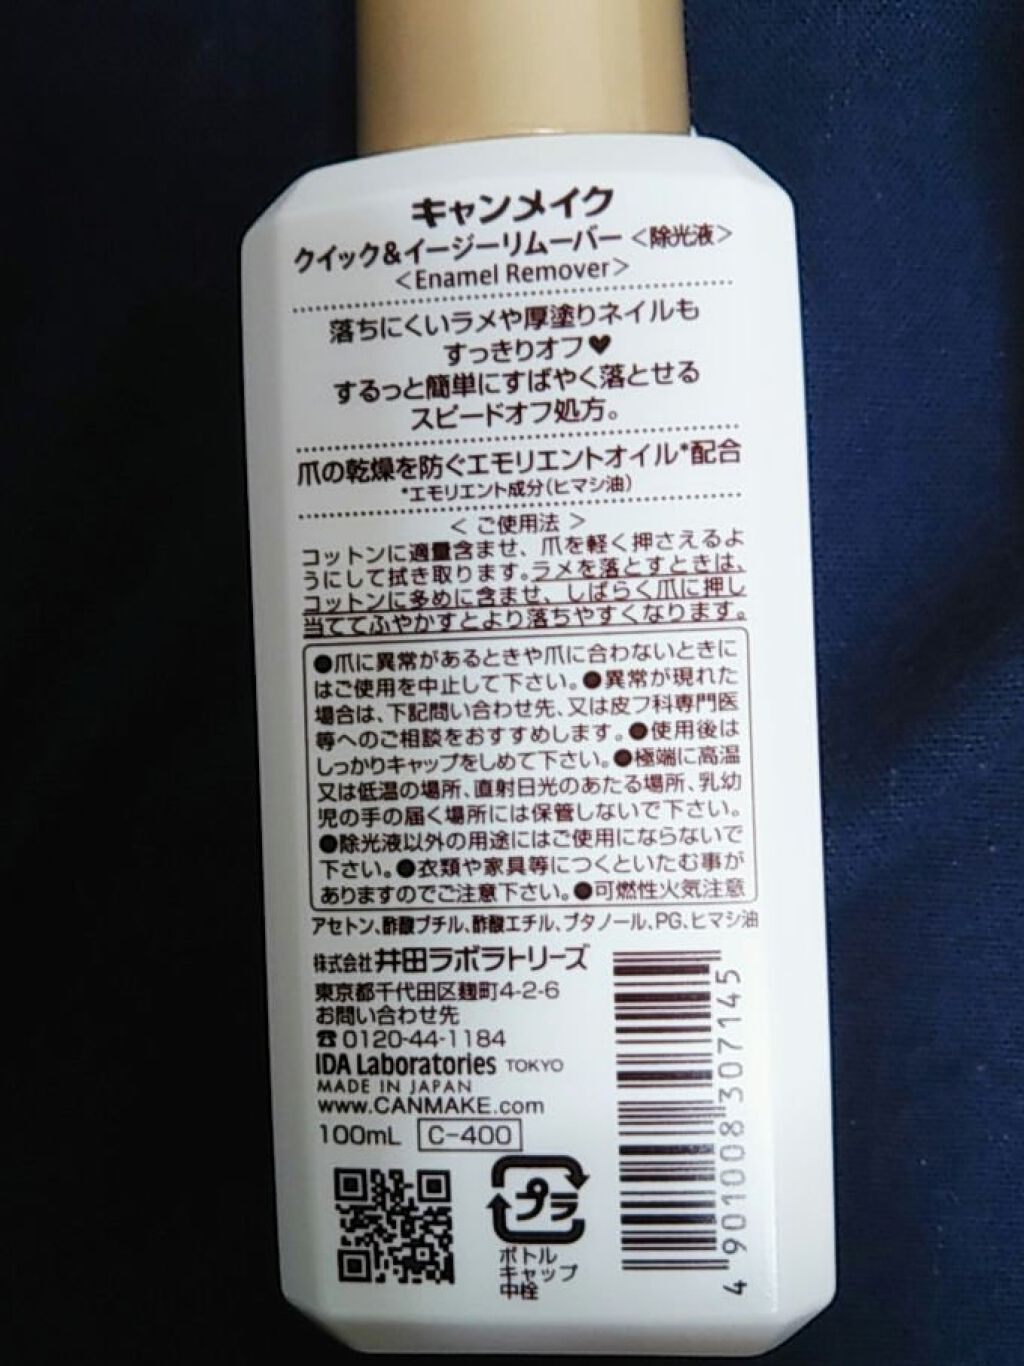 キャンメイク
クイック&イージーリムーバー<除光液>
<Enamel Remover>
落ちにくいラメや厚塗りネイルも
すっきりオフ♥
するっと簡単にすばやく落とせる
スピードオフ処方。
爪の乾燥を防ぐエモリエントオイル*配合
*エモリエント成分(ヒマシ油)
< ご使用法 >
コットンに適量含ませ、爪を軽く押さえるよ
うにして拭き取ります。ラメを落とすときは、
コットンに多めに含ませ、しばらく爪に押し
当ててふやかすとより落ちやすくなります。
●爪に異常があるときや爪に合わないときに
はご使用を中止して下さい。●異常が現れた
場合は、下記問い合わせ先、又は皮フ科専門医
等へのご相談をおすすめします。●使用後は
しっかりキャップをしめて下さい。●極端に高温
又は低温の場所、直射日光のあたる場所、乳幼
児の手の届く場所には保管しないで下さい。
●除光液以外の用途にはご使用にならないで
下さい。●衣類や家具等につくといたむ事が
ありますのでご注意下さい。●可燃性火気注意
アセトン、酢酸ブチル、酢酸エチル、ブタノール、PG、ヒマシ油
株式会社 井田ラボラトリーズ
東京都千代田区麹町4-2-6
お問い合わせ先
☎0120-44-1184
IDA Laboratories TOKYO
MADE IN JAPAN
www.CANMAKE.com
100mL C-400
プラ
ボトル
キャップ
中栓
4901008307145